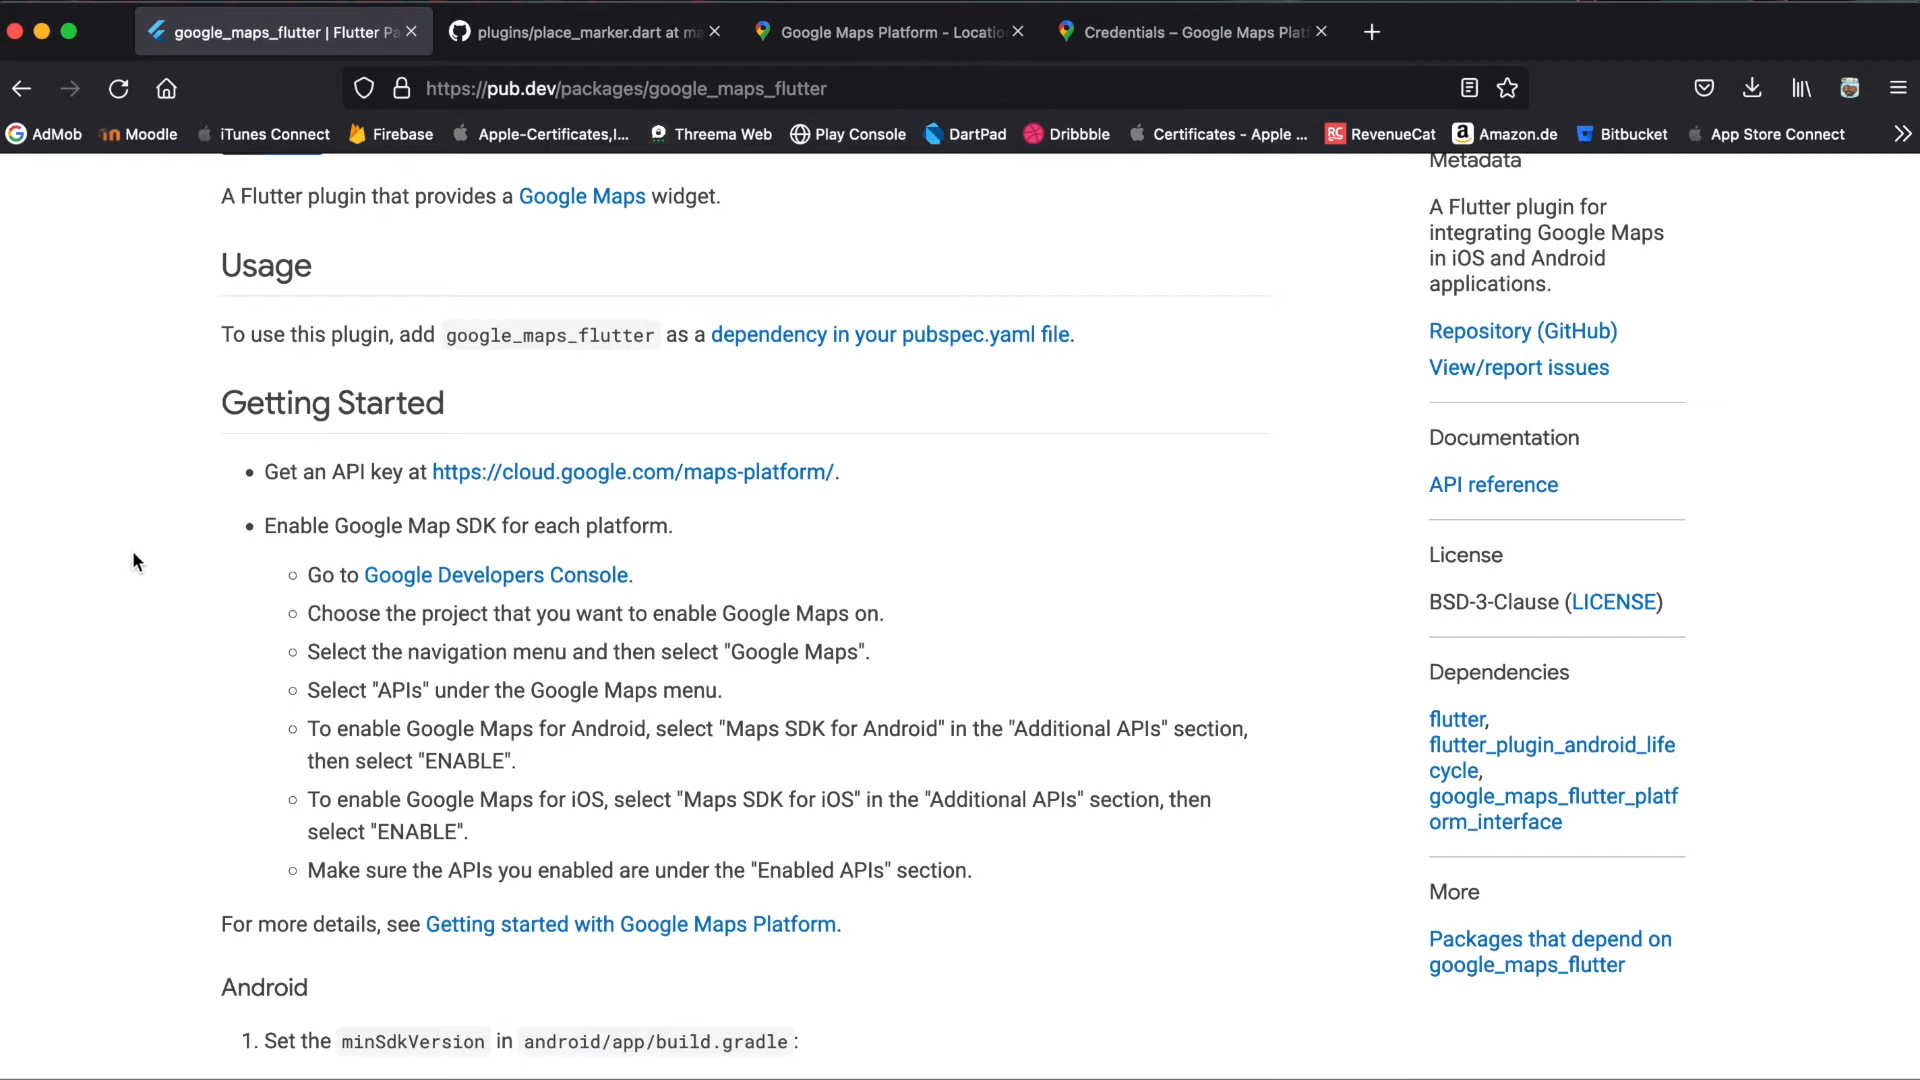 google_maps_flutter | Flutter Pa
plugins/place_marker.dart at ma
Google Maps Platform - Locatio
Credentials – Google Maps Platf
https://pub.dev/packages/google_maps_flutter
AdMob
Moodle
iTunes Connect
Firebase
Apple-Certificates,I...
Threema Web
Play Console
DartPad
Dribbble
Certificates - Apple ...
RC RevenueCat
a Amazon.de
Bitbucket
App Store Connect
A Flutter plugin that provides a Google Maps widget.
Usage
To use this plugin, add google_maps_flutter as a dependency in your pubspec.yaml file.
Getting Started
• Get an API key at https://cloud.google.com/maps-platform/.
• Enable Google Map SDK for each platform.
◦ Go to Google Developers Console.
◦ Choose the project that you want to enable Google Maps on.
◦ Select the navigation menu and then select "Google Maps".
◦ Select "APIs" under the Google Maps menu.
◦ To enable Google Maps for Android, select "Maps SDK for Android" in the "Additional APIs" section,
then select "ENABLE".
◦ To enable Google Maps for iOS, select "Maps SDK for iOS" in the "Additional APIs" section, then
select "ENABLE".
◦ Make sure the APIs you enabled are under the "Enabled APIs" section.
For more details, see Getting started with Google Maps Platform.
Android
1. Set the minSdkVersion in android/app/build.gradle:
Metadata
A Flutter plugin for
integrating Google Maps
in iOS and Android
applications.
Repository (GitHub)
View/report issues
Documentation
API reference
License
BSD-3-Clause (LICENSE)
Dependencies
flutter,
flutter_plugin_android_life
cycle,
google_maps_flutter_platf
orm_interface
More
Packages that depend on
google_maps_flutter